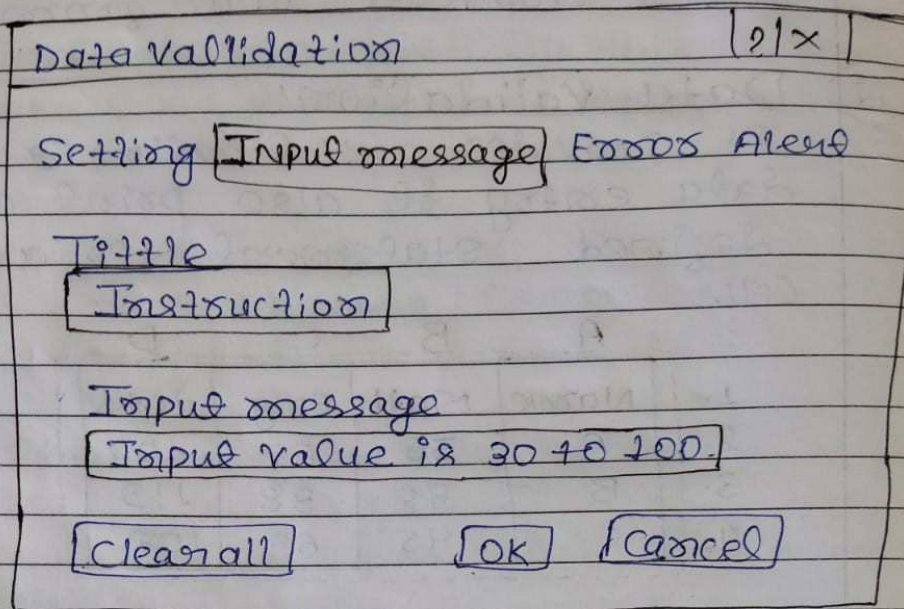 Data Vallidation ? X
Setting Input message Error Alert
Tittle
Instruction
Input message
Input value is 30 to 100.
Clear all OK Cancel